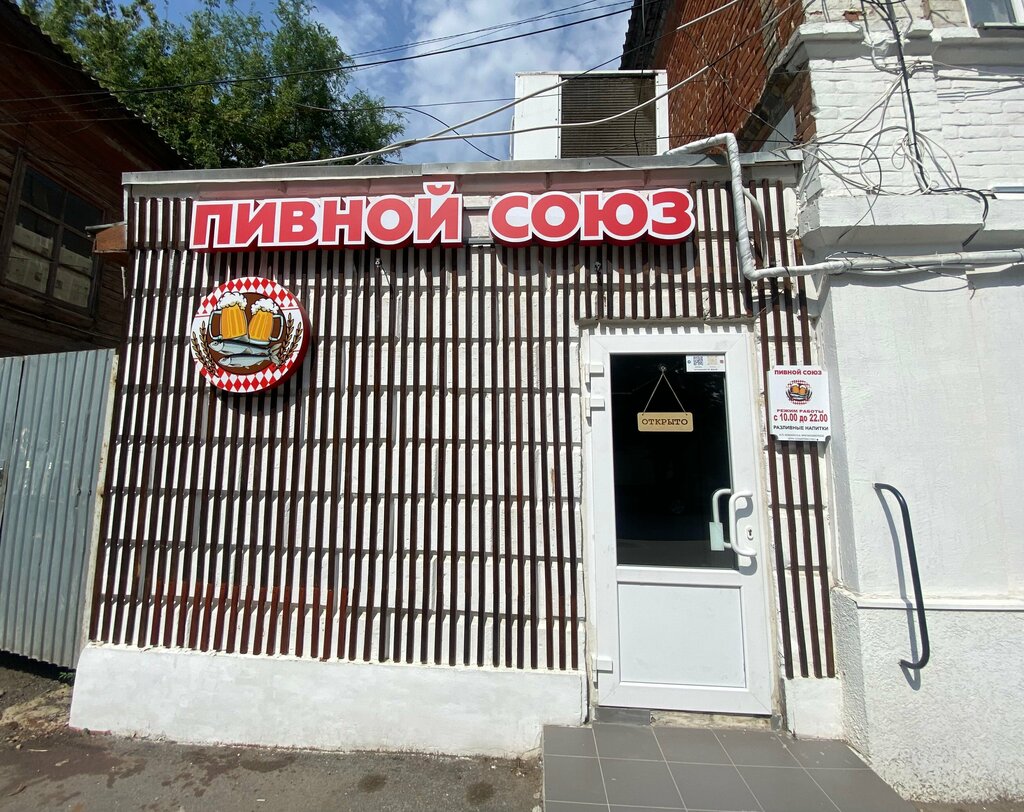 ПИВНОЙ СОЮЗ
ОТКРЫТО
ПИВНОЙ СОЮЗ
РЕЖИМ РАБОТЫ
с 10.00 до 22.00
РАЗЛИВНЫЕ НАПИТКИ